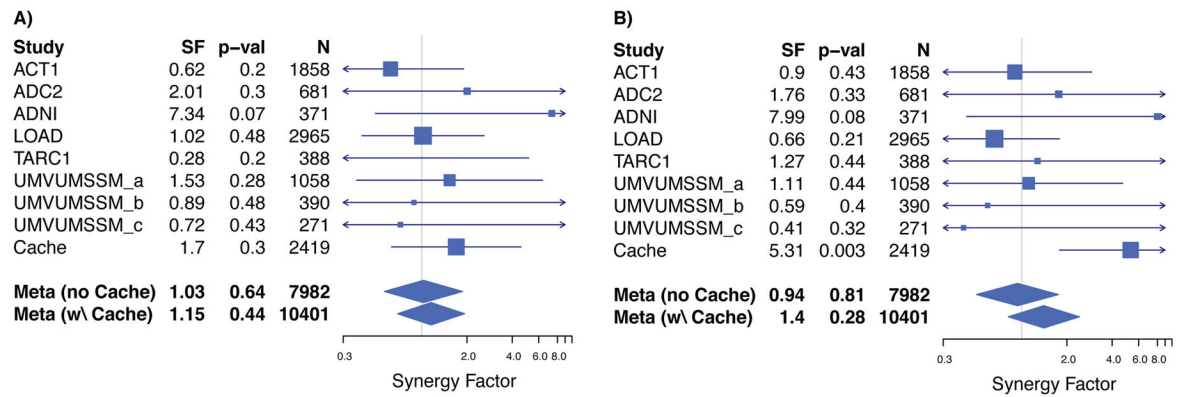 A)
Study SF p-val N
ACT1 0.62 0.2 1858
ADC2 2.01 0.3 681
ADNI 7.34 0.07 371
LOAD 1.02 0.48 2965
TARC1 0.28 0.2 388
UMVUMSSM_a 1.53 0.28 1058
UMVUMSSM_b 0.89 0.48 390
UMVUMSSM_c 0.72 0.43 271
Cache 1.7 0.3 2419
Meta (no Cache) 1.03 0.64 7982
Meta (w\ Cache) 1.15 0.44 10401
0.3 2.0 4.0 6.0 8.0
Synergy Factor
B)
Study SF p-val N
ACT1 0.9 0.43 1858
ADC2 1.76 0.33 681
ADNI 7.99 0.08 371
LOAD 0.66 0.21 2965
TARC1 1.27 0.44 388
UMVUMSSM_a 1.11 0.44 1058
UMVUMSSM_b 0.59 0.4 390
UMVUMSSM_c 0.41 0.32 271
Cache 5.31 0.003 2419
Meta (no Cache) 0.94 0.81 7982
Meta (w\ Cache) 1.4 0.28 10401
0.3 2.0 4.0 6.0 8.0
Synergy Factor